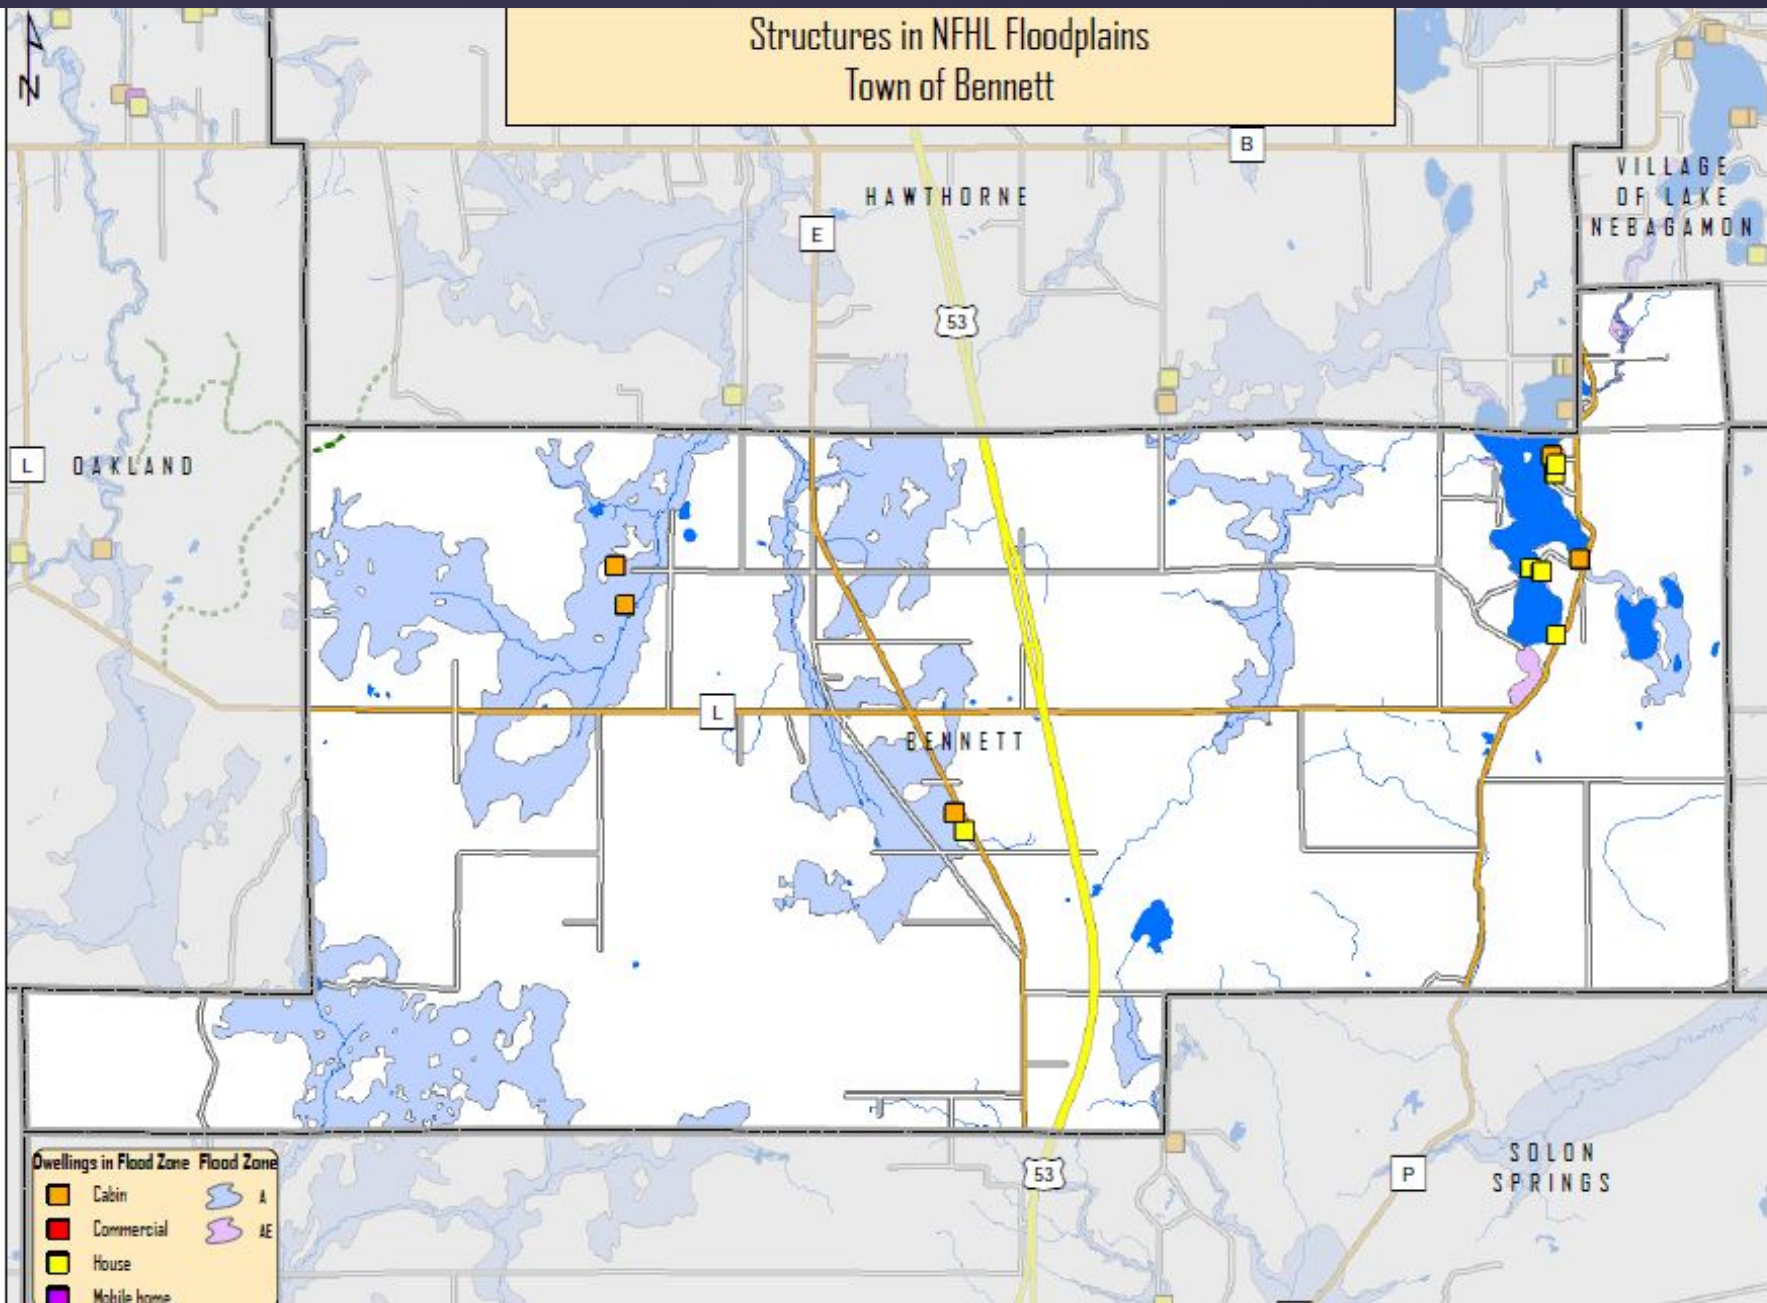 Structures in NFHL Floodplains
Town of Bennett
N
B
VILLAGE
OF LAKE
NEBAGAMON
HAWTHORNE
E
53
L
OAKLAND
L
BENNETT
53
P
SOLON
SPRINGS
Dwellings in Flood Zone Flood Zone
Cabin A
Commercial AE
House
Mobile home